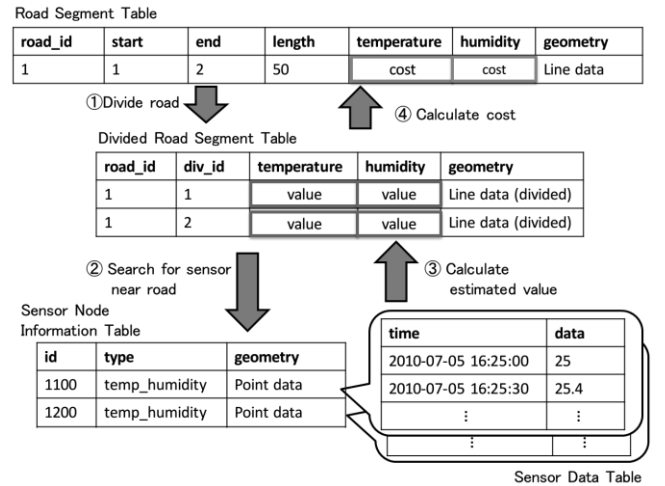 Road Segment Table
road_id start end length temperature humidity geometry
1 1 2 50 cost cost Line data
①Divide road
④ Calculate cost
Divided Road Segment Table
road_id div_id temperature humidity geometry
1 1 value value Line data (divided)
1 2 value value Line data (divided)
② Search for sensor
near road
③ Calculate
estimated value
Sensor Node
Information Table
id type geometry
1100 temp_humidity Point data
1200 temp_humidity Point data
time data
2010-07-05 16:25:00 25
2010-07-05 16:25:30 25.4
⋮ ⋮
⋮ ⋮
Sensor Data Table